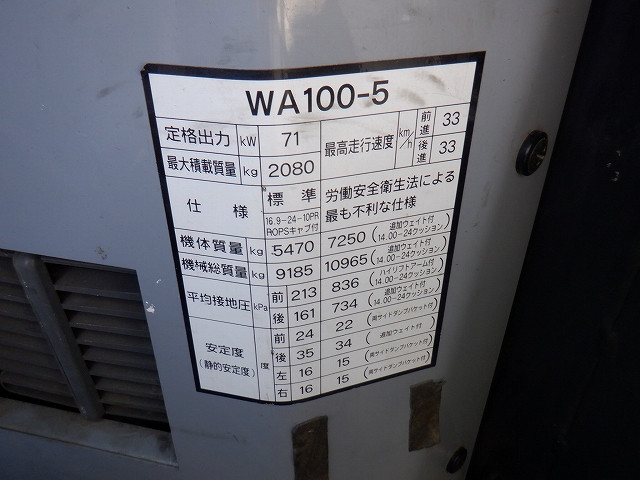 WA100-5
定格出力 kW 71 最高走行速度 km/h 前進 33
最大積載質量 kg 2080 後進 33
仕様 標準 労働安全衛生法による
16.9-24-10PR 最も不利な仕様
ROPSキャブ付
機体質量 kg 5470 7250 (追加ウェイト付 14.00-24クッション)
機械総質量 kg 9185 10965 (追加ウェイト付 14.00-24クッション)
平均接地圧 kPa 前 213 836 (ハイリフトアーム付 14.00-24クッション)
後 161 734 (追加ウェイト付 14.00-24クッション)
安定度 (静的安定度) 度 前 24 22 (両サイドダンプバケット付)
後 35 34 (追加ウェイト付)
左 16 15 (両サイドダンプバケット付)
右 16 15 (両サイドダンプバケット付)